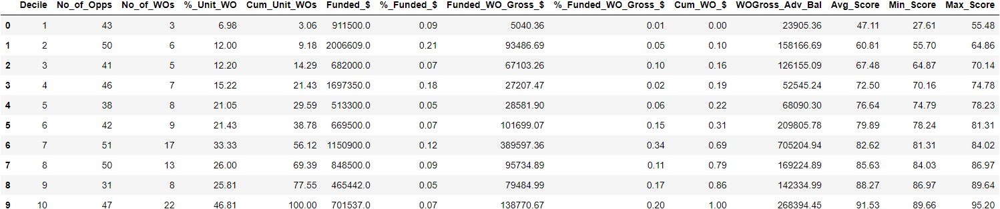 Decile No_of_Opps No_of_WOs %_Unit_WO Cum_Unit_WOs Funded_$ %_Funded_$ Funded_WO_Gross_$ %_Funded_WO_Gross_$ Cum_WO_$ WOGross_Adv_Bal Avg_Score Min_Score Max_Score
0 1 43 3 6.98 3.06 911500.0 0.09 5040.36 0.01 0.00 23905.36 47.11 27.61 55.48
1 2 50 6 12.00 9.18 2006609.0 0.21 93486.69 0.05 0.10 158166.69 60.81 55.70 64.86
2 3 41 5 12.20 14.29 682000.0 0.07 67103.26 0.10 0.16 126155.09 67.48 64.87 70.14
3 4 46 7 15.22 21.43 1697350.0 0.18 27207.47 0.02 0.19 52545.24 72.50 70.16 74.78
4 5 38 8 21.05 29.59 513300.0 0.05 28581.90 0.06 0.22 68090.30 76.64 74.79 78.23
5 6 42 9 21.43 38.78 669500.0 0.07 101699.07 0.15 0.31 209805.78 79.89 78.24 81.31
6 7 51 17 33.33 56.12 1150900.0 0.12 389597.36 0.34 0.69 705204.94 82.62 81.31 84.02
7 8 50 13 26.00 69.39 848500.0 0.09 95734.89 0.11 0.79 169224.89 85.63 84.03 86.97
8 9 31 8 25.81 77.55 465442.0 0.05 79484.99 0.17 0.86 142334.99 88.27 86.97 89.64
9 10 47 22 46.81 100.00 701537.0 0.07 138770.67 0.20 1.00 268394.45 91.53 89.66 95.20